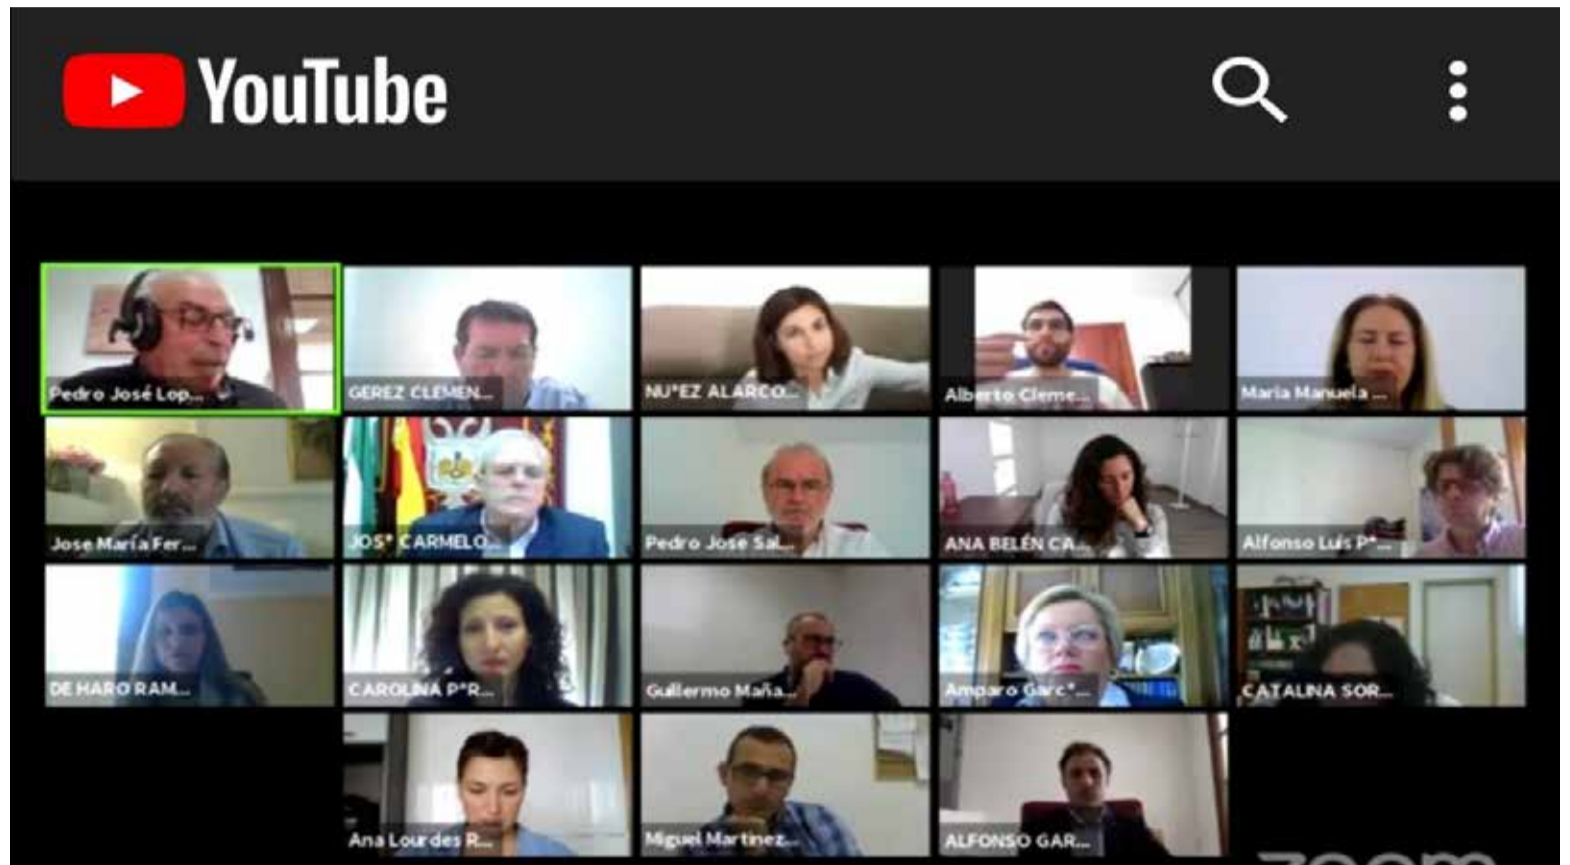 YouTube
Pedro José Lop...
GEREZ CLEMEN...
NU*EZ ALARCO...
Alberto Cleme...
Maria Manuela ...
Jose María Fer...
JOS* CARMELO...
Pedro Jose Sal...
ANA BELÉN CA...
Alfonso Luis P*...
DE HARO RAM...
CAROLINA P*R...
Guillermo Maña...
Amparo Garc*...
CATALINA SOR...
Ana Lourdes R...
Miguel Martinez...
ALFONSO GAR...
zoom